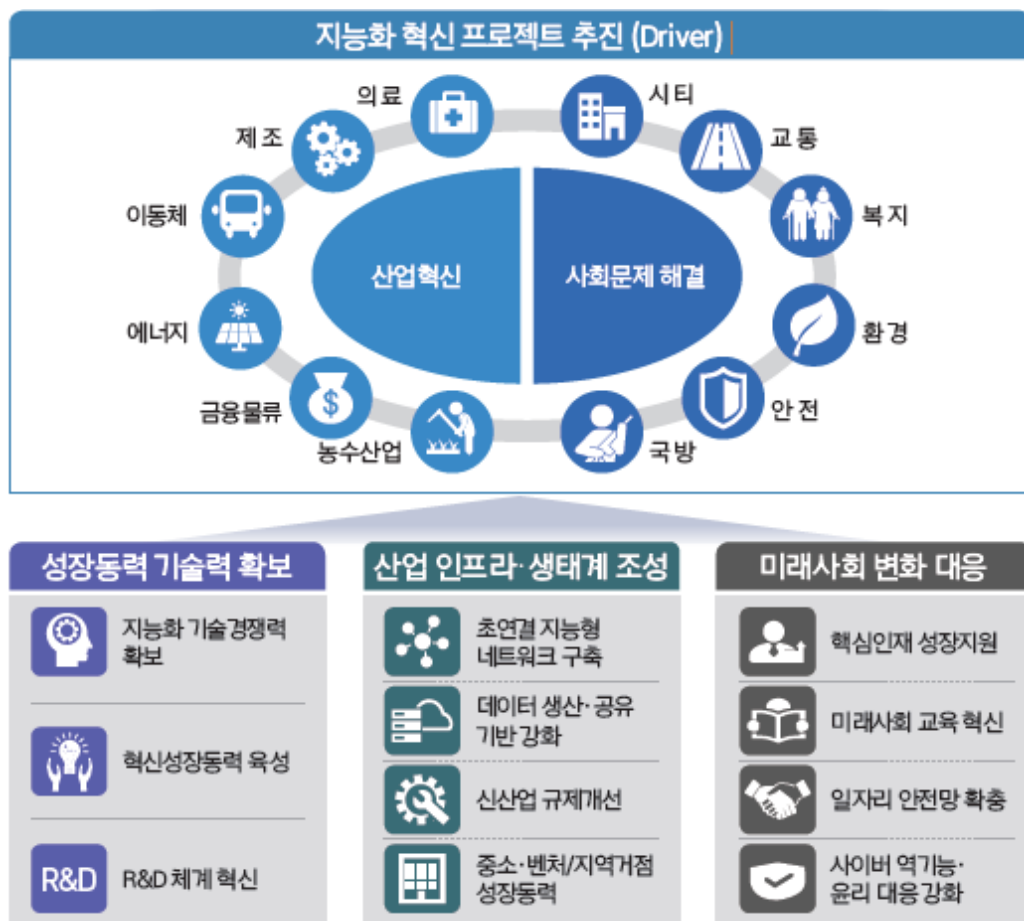 지능화 혁신 프로젝트 추진 (Driver)
의료
시티
제조
교통
이동체
복지
산업혁신
사회문제 해결
에너지
환경
금융물류
안전
농수산업
국방
$
성장동력 기술력 확보
지능화 기술경쟁력
확보
혁신성장동력 육성
R&D
R&D 체계 혁신
산업 인프라·생태계 조성
초연결 지능형
네트워크 구축
데이터 생산·공유
기반 강화
신산업 규제개선
중소·벤처/지역거점
성장동력
미래사회 변화 대응
핵심인재 성장지원
미래사회 교육 혁신
일자리 안전망 확충
사이버 역기능·
윤리 대응 강화